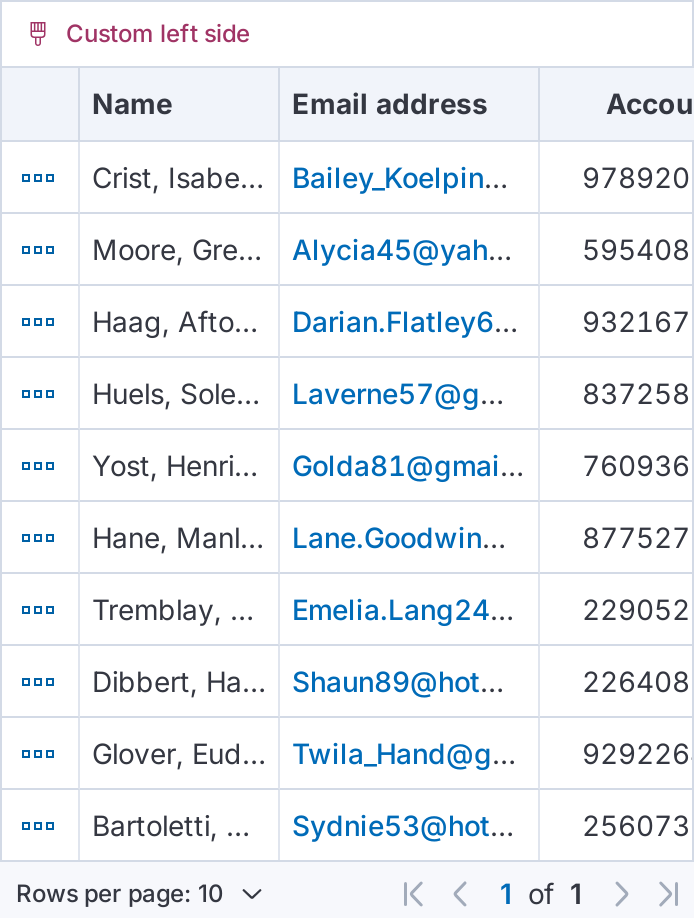 Custom left side
Name Email address Accou
Crist, Isabe... Bailey_Koelpin... 978920
Moore, Gre... Alycia45@yah... 595408
Haag, Afto... Darian.Flatley6... 932167
Huels, Sole... Laverne57@g... 837258
Yost, Henri... Golda81@gmai... 760936
Hane, Manl... Lane.Goodwin... 877527
Tremblay, ... Emelia.Lang24... 229052
Dibbert, Ha... Shaun89@hot... 226408
Glover, Eud... Twila_Hand@g... 929226
Bartoletti, ... Sydnie53@hot... 256073
Rows per page: 10 1 of 1